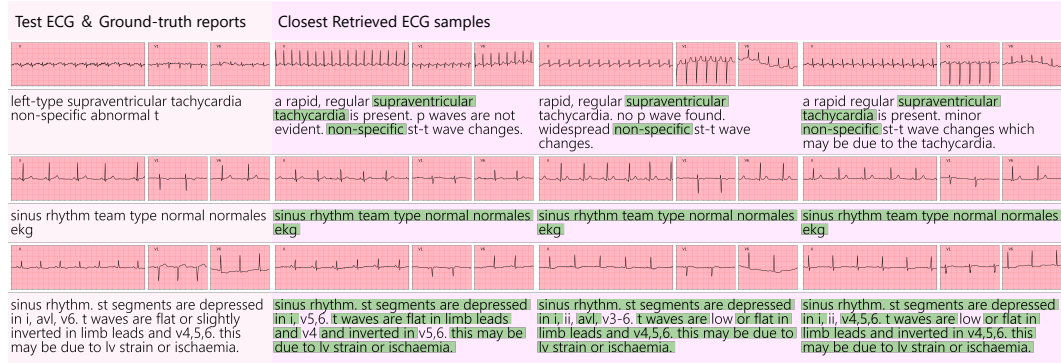 Test ECG & Ground-truth reports
Closest Retrieved ECG samples
left-type supraventricular tachycardia
non-specific abnormal t
a rapid, regular supraventricular
tachycardia is present. p waves are not
evident. non-specific st-t wave changes.
rapid, regular supraventricular
tachycardia. no p wave found.
widespread non-specific st-t wave
changes.
a rapid regular supraventricular
tachycardia is present. minor
non-specific st-t wave changes which
may be due to the tachycardia.
sinus rhythm team type normal normales
ekg
sinus rhythm team type normal normales
ekg
sinus rhythm team type normal normales
ekg
sinus rhythm team type normal normales
ekg
sinus rhythm. st segments are depressed
in i, avl, v6. t waves are flat or slightly
inverted in limb leads and v4,5,6. this
may be due to lv strain or ischaemia.
sinus rhythm. st segments are depressed
in i, v5,6. t waves are flat in limb leads
and v4 and inverted in v5,6. this may be
due to lv strain or ischaemia.
sinus rhythm. st segments are depressed
in i, ii, avl, v3-6. t waves are low or flat in
limb leads and v4,5,6. this may be due to
lv strain or ischaemia.
sinus rhythm. st segments are depressed
in i, ii, v4,5,6. t waves are low or flat in
limb leads and inverted in v4,5,6. this
may be due to lv strain or ischaemia.